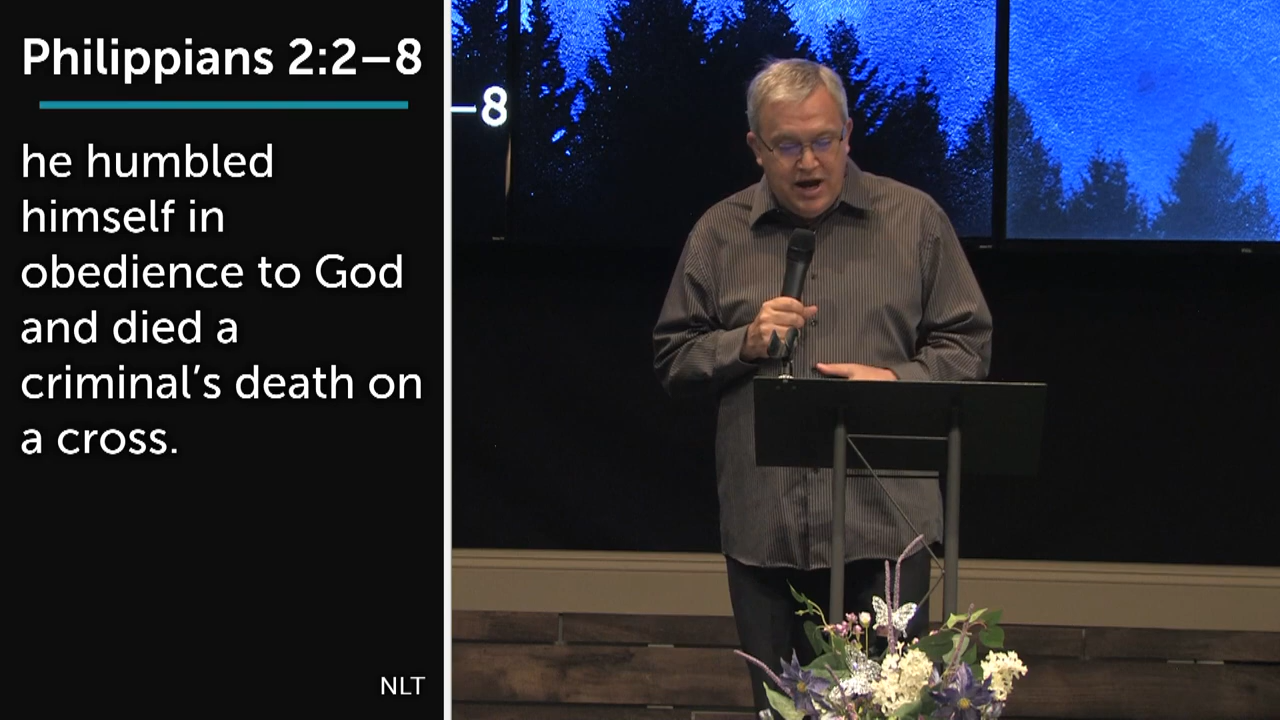 Philippians 2:2–8
he humbled
himself in
obedience to God
and died a
criminal’s death on
a cross.
NLT
–8